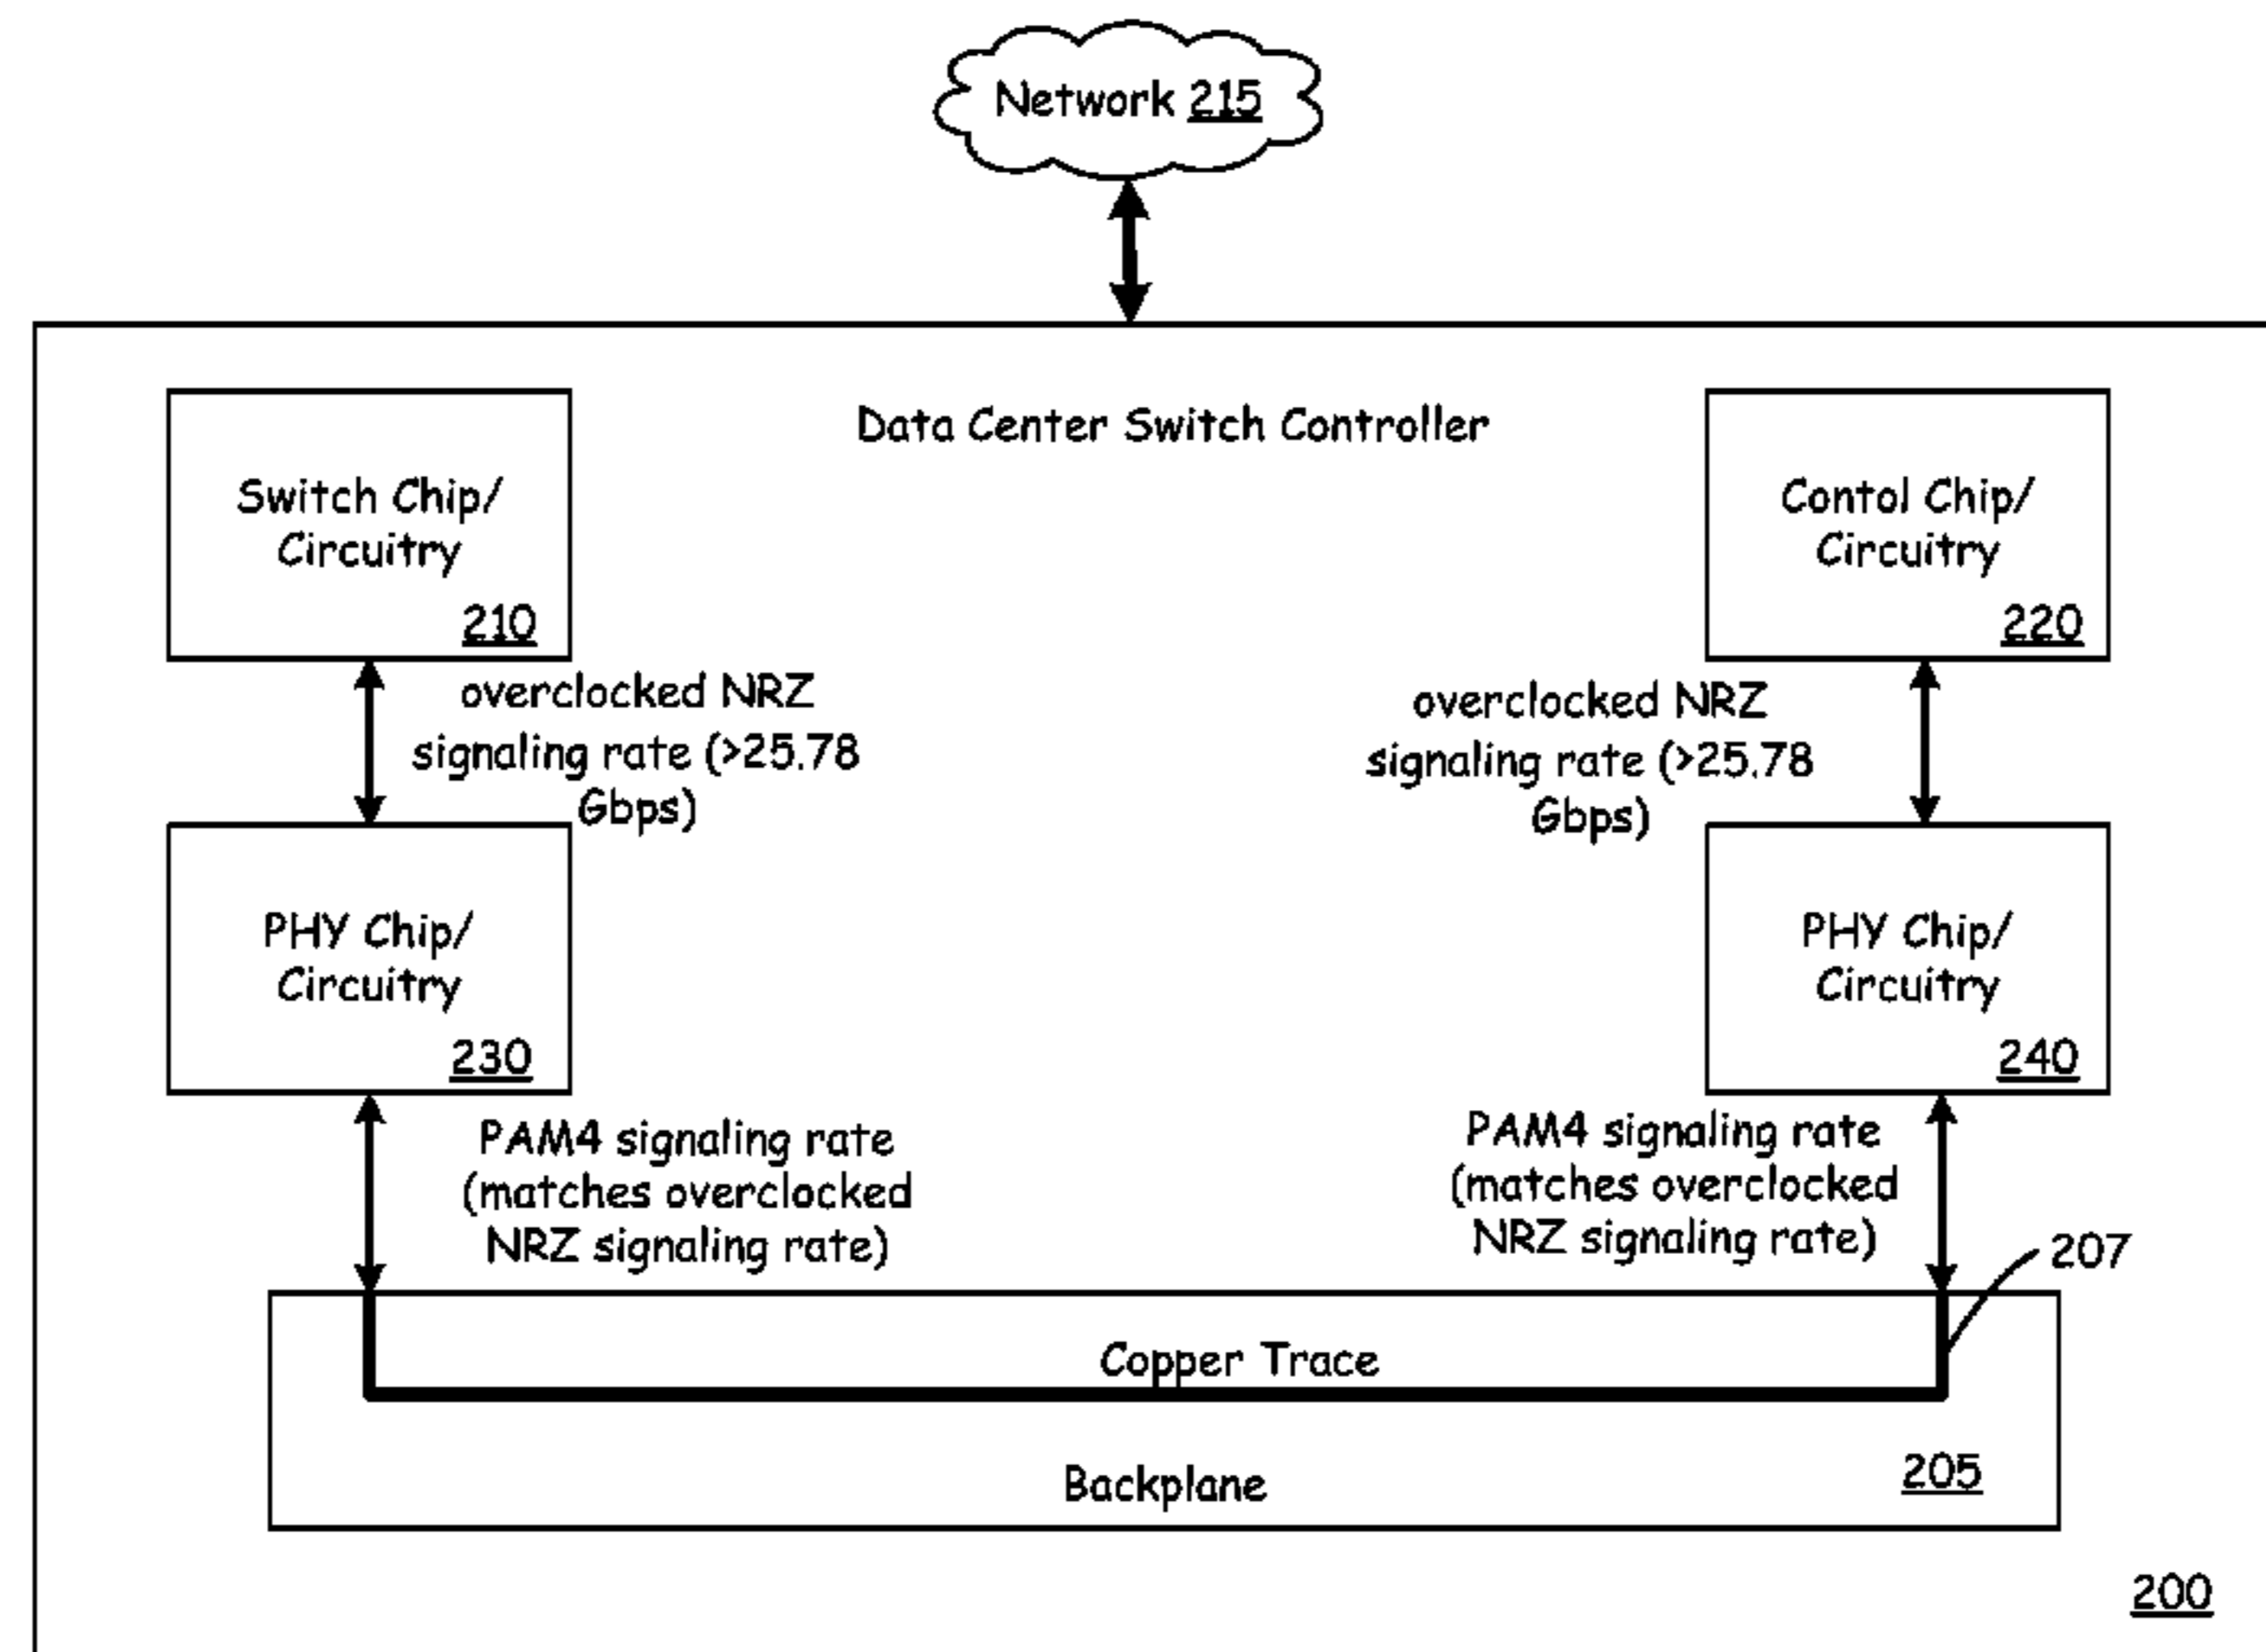 Network 215
Data Center Switch Controller
Switch Chip/
Circuitry
210
Contol Chip/
Circuitry
220
overclocked NRZ
signaling rate (>25.78
Gbps)
overclocked NRZ
signaling rate (>25.78
Gbps)
PHY Chip/
Circuitry
230
PHY Chip/
Circuitry
240
PAM4 signaling rate
(matches overclocked
NRZ signaling rate)
PAM4 signaling rate
(matches overclocked
NRZ signaling rate)
207
Copper Trace
Backplane
205
200